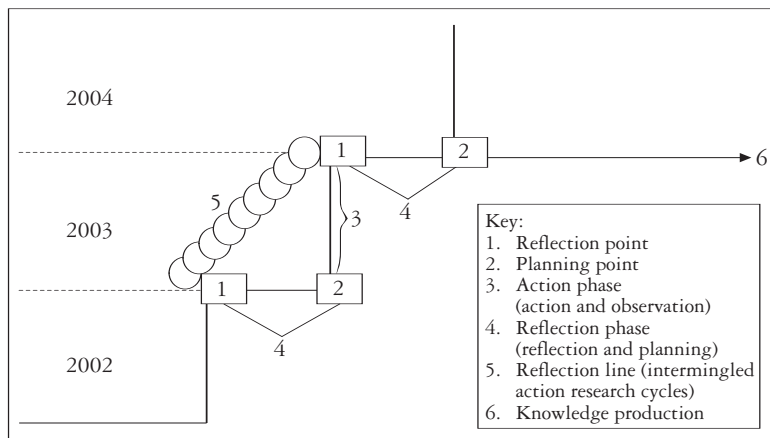 2004
1
2
6
4
5
3
2003
1
2
4
2002
Key:
1. Reflection point
2. Planning point
3. Action phase
(action and observation)
4. Reflection phase
(reflection and planning)
5. Reflection line (intermingled
action research cycles)
6. Knowledge production